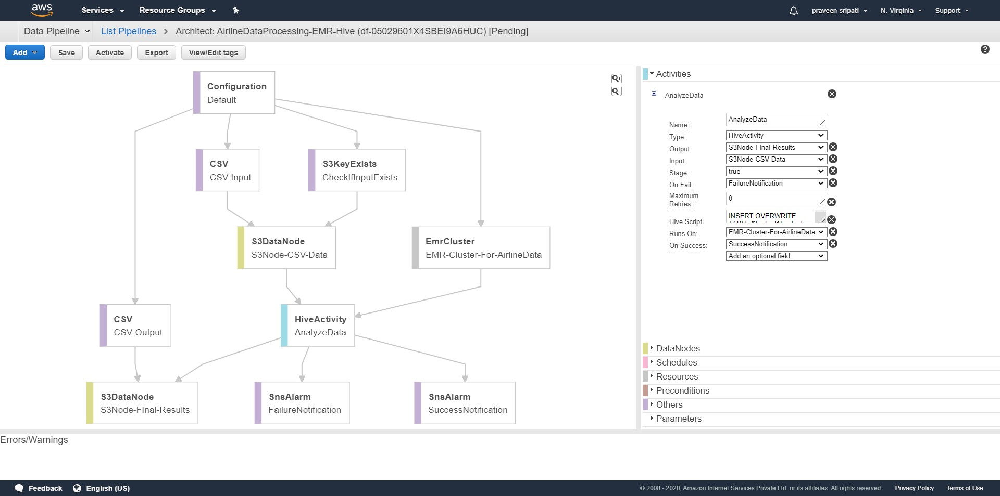 aws Services Resource Groups praveen sripati N. Virginia Support
Data Pipeline List Pipelines > Architect: AirlineDataProcessing-EMR-Hive (df-05029601X4SBEI9A6HUC) [Pending]
Add Save Activate Export View/Edit tags ?
Configuration
Default
CSV
CSV-Input
S3KeyExists
CheckIfInputExists
S3DataNode
S3Node-CSV-Data
EmrCluster
EMR-Cluster-For-AirlineData
CSV
CSV-Output
HiveActivity
AnalyzeData
S3DataNode
S3Node-FInal-Results
SnsAlarm
FailureNotification
SnsAlarm
SuccessNotification
Activities
AnalyzeData
Name: AnalyzeData
Type: HiveActivity
Output: S3Node-FInal-Results
Input: S3Node-CSV-Data
Stage: true
On Fail: FailureNotification
Maximum
Retries: 0
Hive Script: INSERT OVERWRITE
Runs On: EMR-Cluster-For-AirlineData
On Success: SuccessNotification
Add an optional field...
DataNodes
Schedules
Resources
Preconditions
Others
Parameters
Errors/Warnings
Feedback English (US) © 2008 - 2020, Amazon Internet Services Private Ltd. or its affiliates. All rights reserved. Privacy Policy Terms of Use